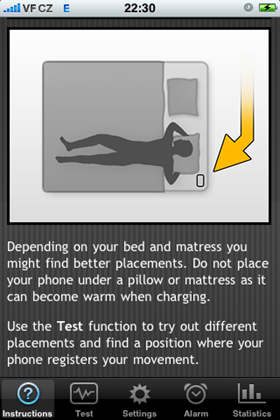 VF CZ E 22:30
Depending on your bed and matress you
might find better placements. Do not place
your phone under a pillow or mattress as it
can become warm when charging.
Use the Test function to try out different
placements and find a position where your
phone registers your movement.
Instructions Test Settings Alarm Statistics